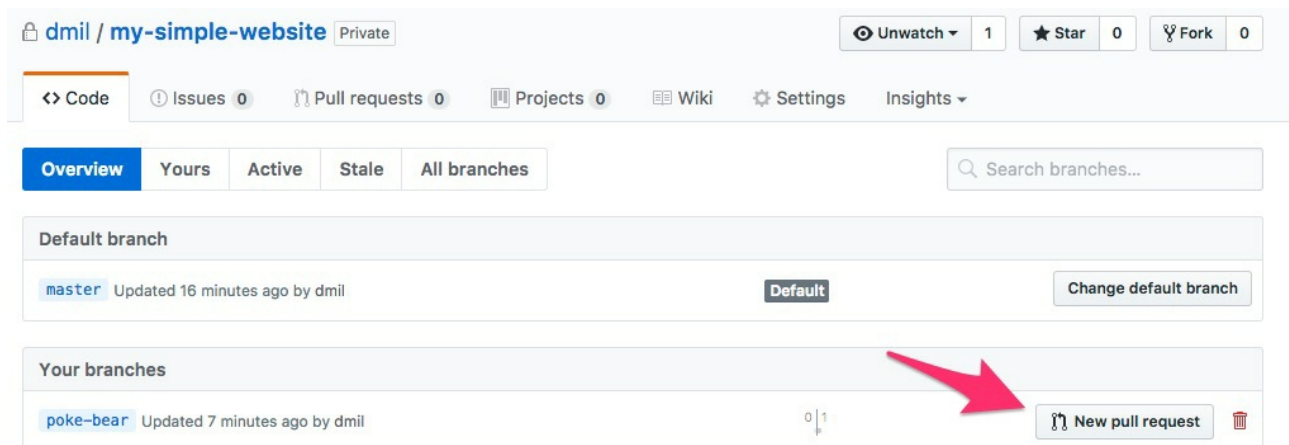 dmil / my-simple-website Private Unwatch 1 Star 0 Fork 0
Code Issues 0 Pull requests 0 Projects 0 Wiki Settings Insights
Overview Yours Active Stale All branches Search branches...
Default branch
master Updated 16 minutes ago by dmil Default Change default branch
Your branches
poke-bear Updated 7 minutes ago by dmil 0 1 New pull request